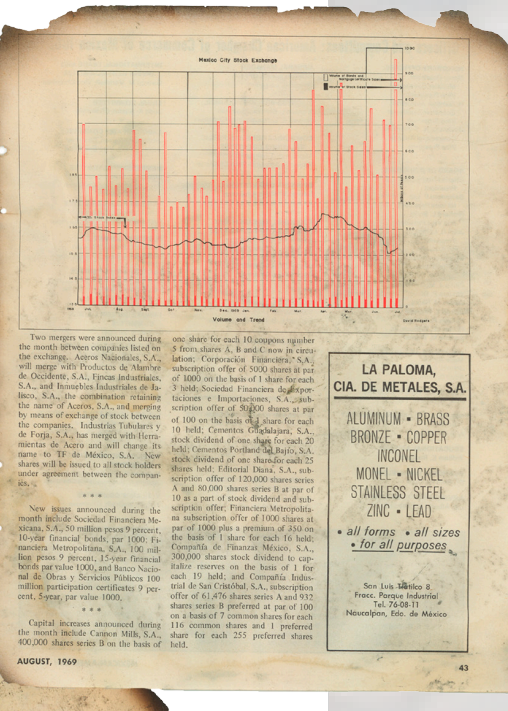 Mexico City Stock Exchange
Volume and Trend
Two mergers were announced during
the month between companies listed on
the exchange. Aceros Nacionales, S.A.,
will merge with Productos de Alambre
de Occidente, S.A., Fincas Industriales,
S.A., and Inmuebles Industriales de Ja-
lisco, S.A., the combination retaining
the name of Aceros, S.A., and merging
by means of exchange of stock between
the companies. Industrias Tubulares y
de Forja, S.A., has merged with Herra-
mientas de Acero and will change its
name to TF de México, S.A. New
shares will be issued to all stock holders
under agreement between the compan-
ies.
* * *
New issues announced during the
month include Sociedad Financiera Me-
xicana, S.A., 50 million pesos 9 percent,
10-year financial bonds, par 1000; Fi-
nanciera Metropolitana, S.A., 100 mil-
lion pesos 9 percent, 15-year financial
bonds par value 1000, and Banco Nacio-
nal de Obras y Servicios Públicos 100
million participation certificates 9 per-
cent, 5-year, par value 1000.
* * *
Capital increases announced during
the month include Cannon Mills, S.A.,
400,000 shares series B on the basis of
one share for each 10 coupons number
5 from shares A, B and C now in circu-
lation; Corporación Financiera, S.A.,
subscription offer of 5000 shares at par
of 1000 on the basis of 1 share for each
3 held; Sociedad Financiera de Expor-
taciones e Importaciones, S.A., sub-
scription offer of shares at par
of 100 on the basis of 1 share for each
10 held; Cementos Guadalajara, S.A.,
stock dividend of one share for each 20
held; Cementos Portland del Bajío, S.A.
stock dividend of one share for each 25
shares held; Editorial Diana, S.A., sub-
scription offer of 120,000 shares series
A and 80,000 shares series B at par of
10 as a part of stock dividend and sub-
scription offer; Financiera Metropolita-
na subscription offer of 1000 shares at
par of 1000 plus a premium of 350 on
the basis of 1 share for each 16 held;
Compañía de Finanzas México, S.A.,
300,000 shares stock dividend to cap-
italize reserves on the basis of 1 for
each 19 held; and Compañía Indus-
trial de San Cristóbal, S.A., subscription
offer of 61,476 shares series A and 932
shares series B preferred at par of 100
on a basis of 7 common shares for each
116 common shares and 1 preferred
share for each 255 preferred shares
held.
LA PALOMA,
CIA. DE METALES, S.A.
ALUMINUM ▪ BRASS
BRONZE ▪ COPPER
INCONEL
MONEL ▪ NICKEL
STAINLESS STEEL
ZINC ▪ LEAD
• all forms • all sizes
• for all purposes
San Luis Tlatilco 8
Fracc. Parque Industrial
Tel. 76-08-11
Naucalpan, Edo. de México
AUGUST, 1969
43